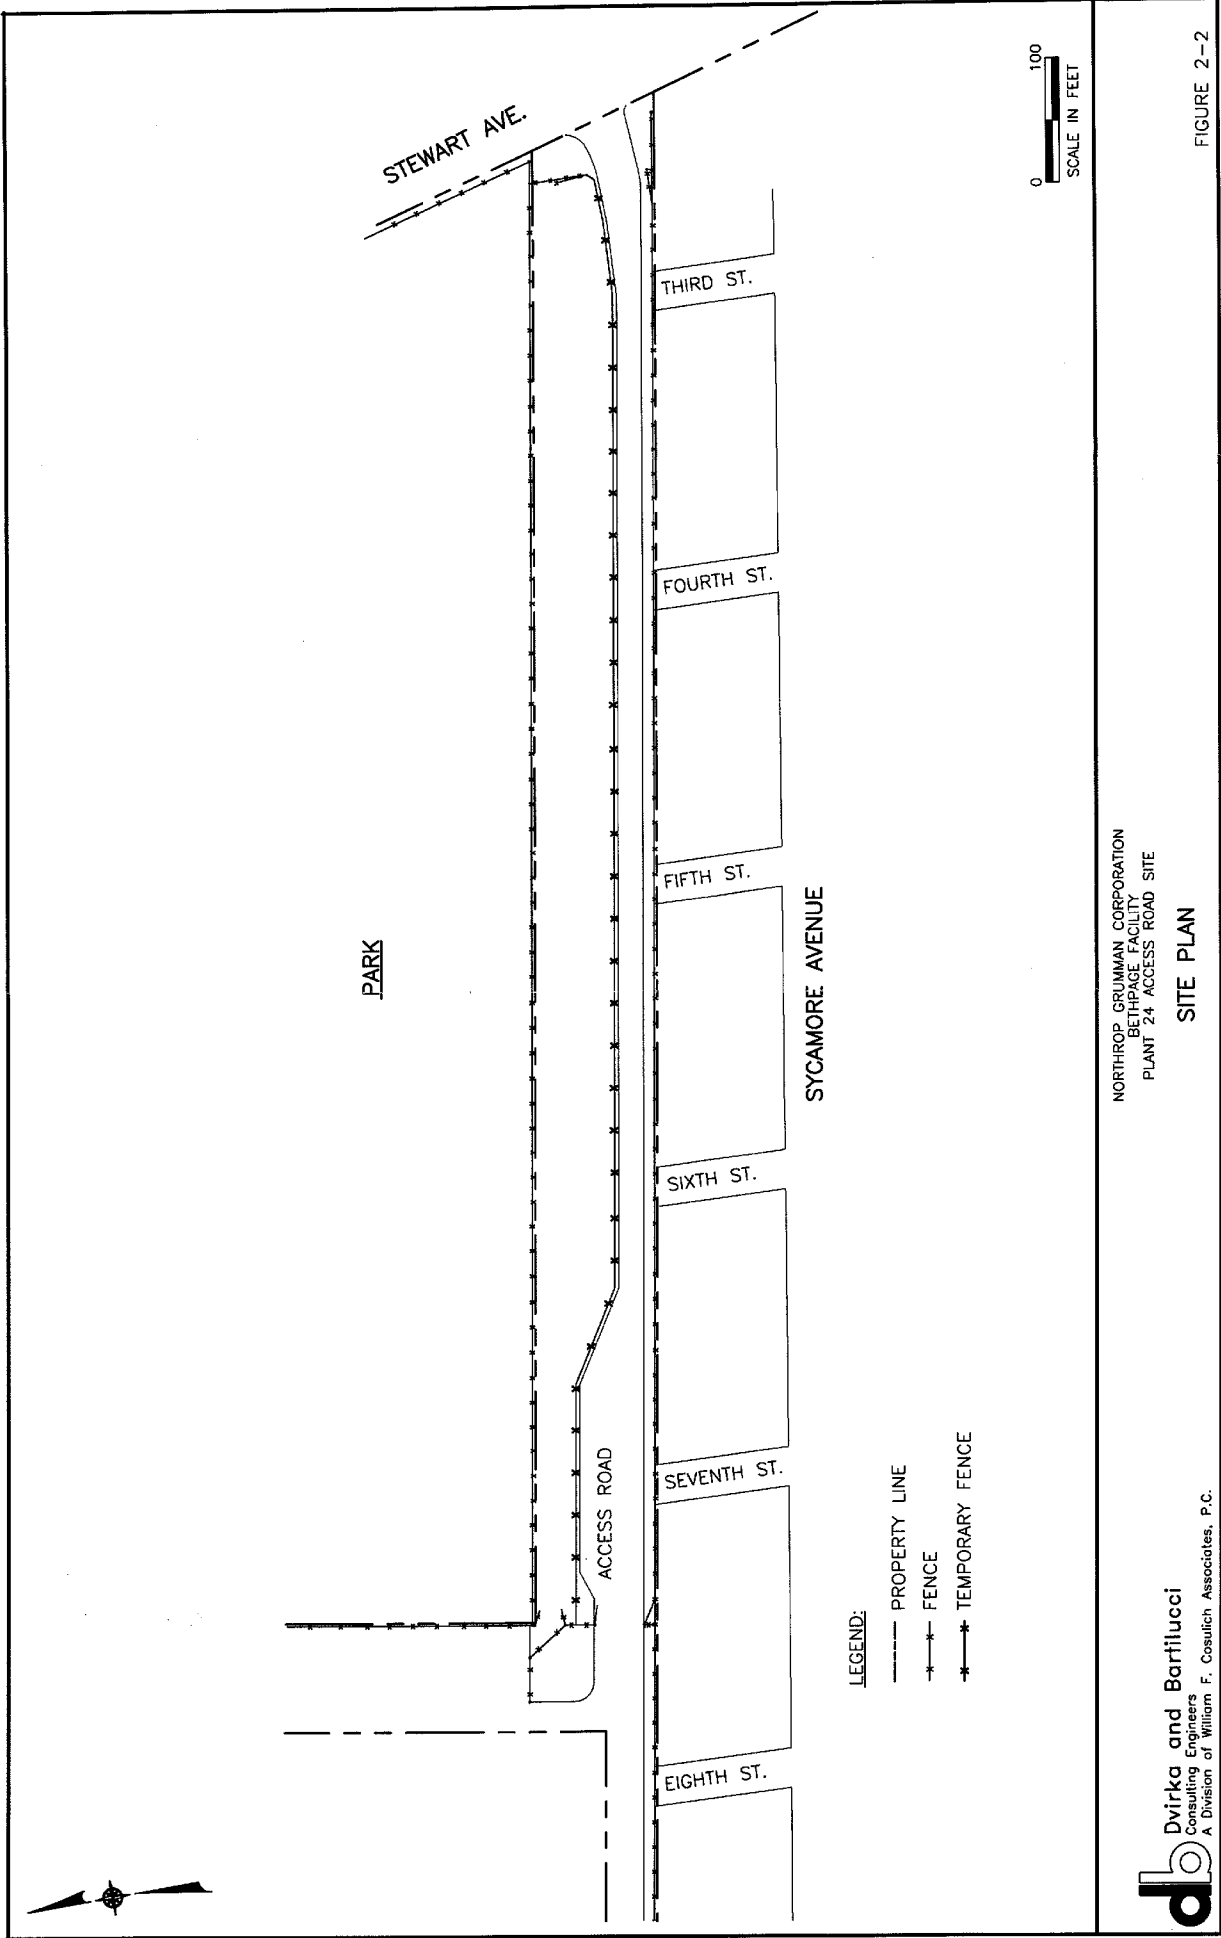 STEWART AVE.
PARK
ACCESS ROAD
EIGHTH ST.
SEVENTH ST.
SIXTH ST.
FIFTH ST.
FOURTH ST.
THIRD ST.
SYCAMORE AVENUE
LEGEND:
PROPERTY LINE
FENCE
TEMPORARY FENCE
0 100
SCALE IN FEET
db
Dvirka and Bartilucci
Consulting Engineers
A Division of William F. Cosulich Associates, P.C.
NORTHROP GRUMMAN CORPORATION
BETHPAGE FACILITY
PLANT 24 ACCESS ROAD SITE
SITE PLAN
FIGURE 2-2